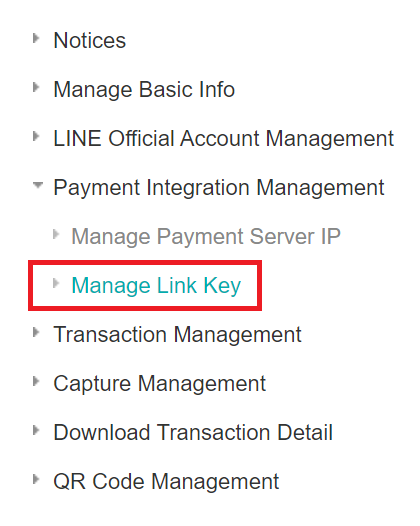 Notices
Manage Basic Info
LINE Official Account Management
Payment Integration Management
Manage Payment Server IP
Manage Link Key
Transaction Management
Capture Management
Download Transaction Detail
QR Code Management